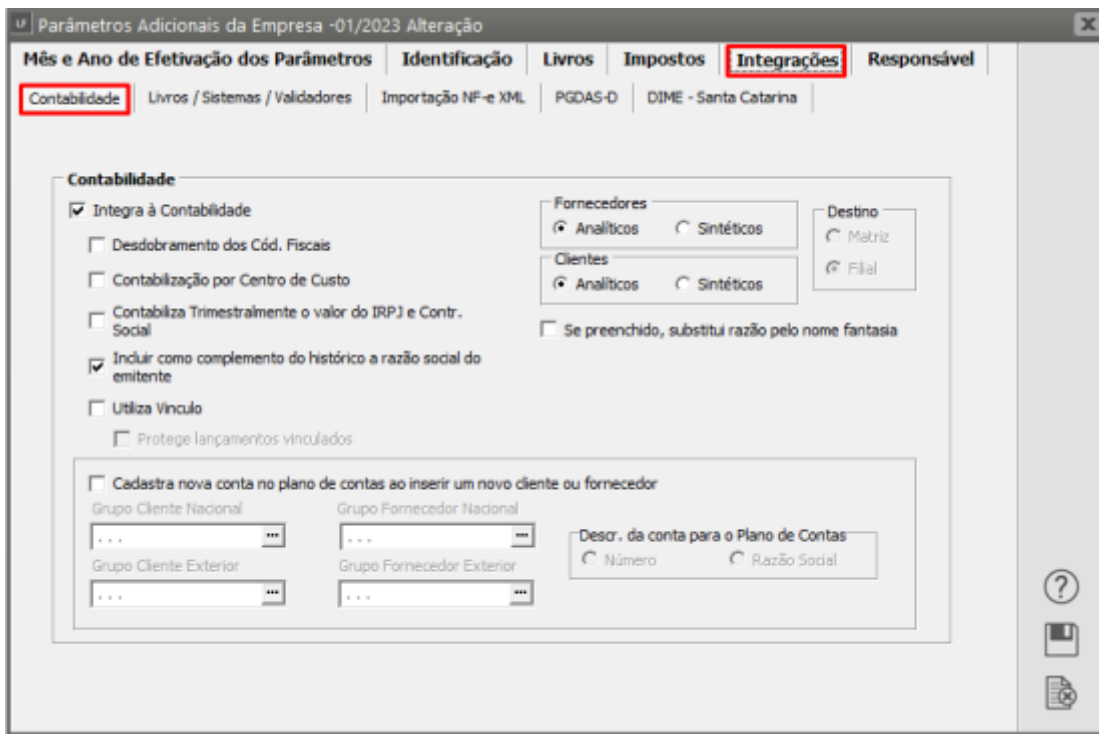 Parâmetros Adicionais da Empresa -01/2023 Alteração
Mês e Ano de Efetivação dos Parâmetros Identificação Livros Impostos Integrações Responsável
Contabilidade Livros / Sistemas / Validadores Importação NF-e XML PGDAS-D DIME - Santa Catarina
Contabilidade
Integra à Contabilidade
Desdobramento dos Cód. Fiscais
Contabilização por Centro de Custo
Contabiliza Trimestralmente o valor do IRPJ e Contr.
Social
Incluir como complemento do histórico a razão social do
emitente
Utiliza Vinculo
Protege lançamentos vinculados
Fornecedores
Analíticos Sintéticos
Clientes
Analíticos Sintéticos
Destino
Matriz
Filial
Se preenchido, substitui razão pelo nome fantasia
Cadastra nova conta no plano de contas ao inserir um novo cliente ou fornecedor
Grupo Cliente Nacional Grupo Fornecedor Nacional
. . . ... . . . ...
Grupo Cliente Exterior Grupo Fornecedor Exterior
. . . ... . . . ...
Descr. da conta para o Plano de Contas
Número Razão Social